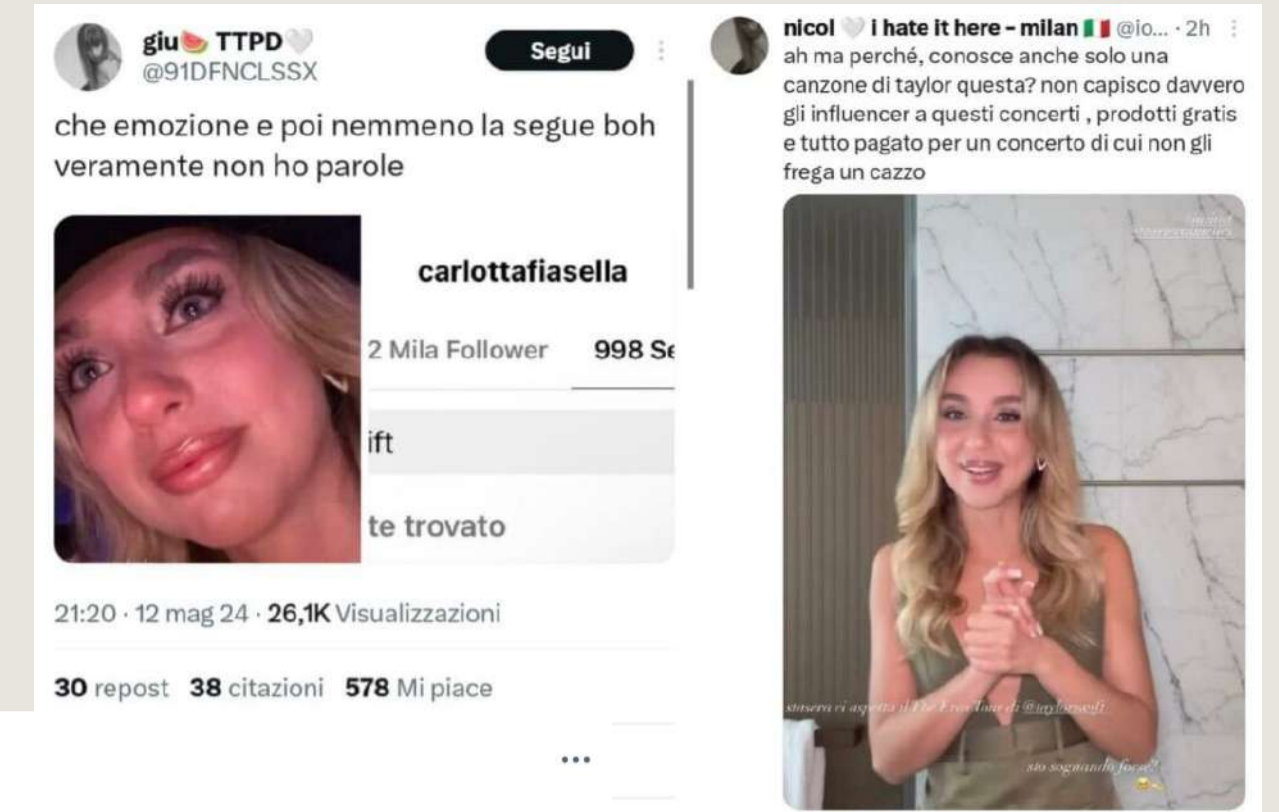 giu🍉 TTPD🤍
@91DFNCLSSX
Segui
che emozione e poi nemmeno la segue boh
veramente non ho parole
carlottafiasella
2 Mila Follower 998 Se
ift
te trovato
21:20 · 12 mag 24 · 26,1K Visualizzazioni
30 repost 38 citazioni 578 Mi piace
nicol 🤍 i hate it here – milan 🇮🇹 @io... · 2h
ah ma perché, conosce anche solo una
canzone di taylor questa? non capisco davvero
gli influencer a questi concerti , prodotti gratis
e tutto pagato per un concerto di cui non gli
frega un cazzo
stasera ci aspetta il The Eras Tour di @taylorswift
sto sognando forse?